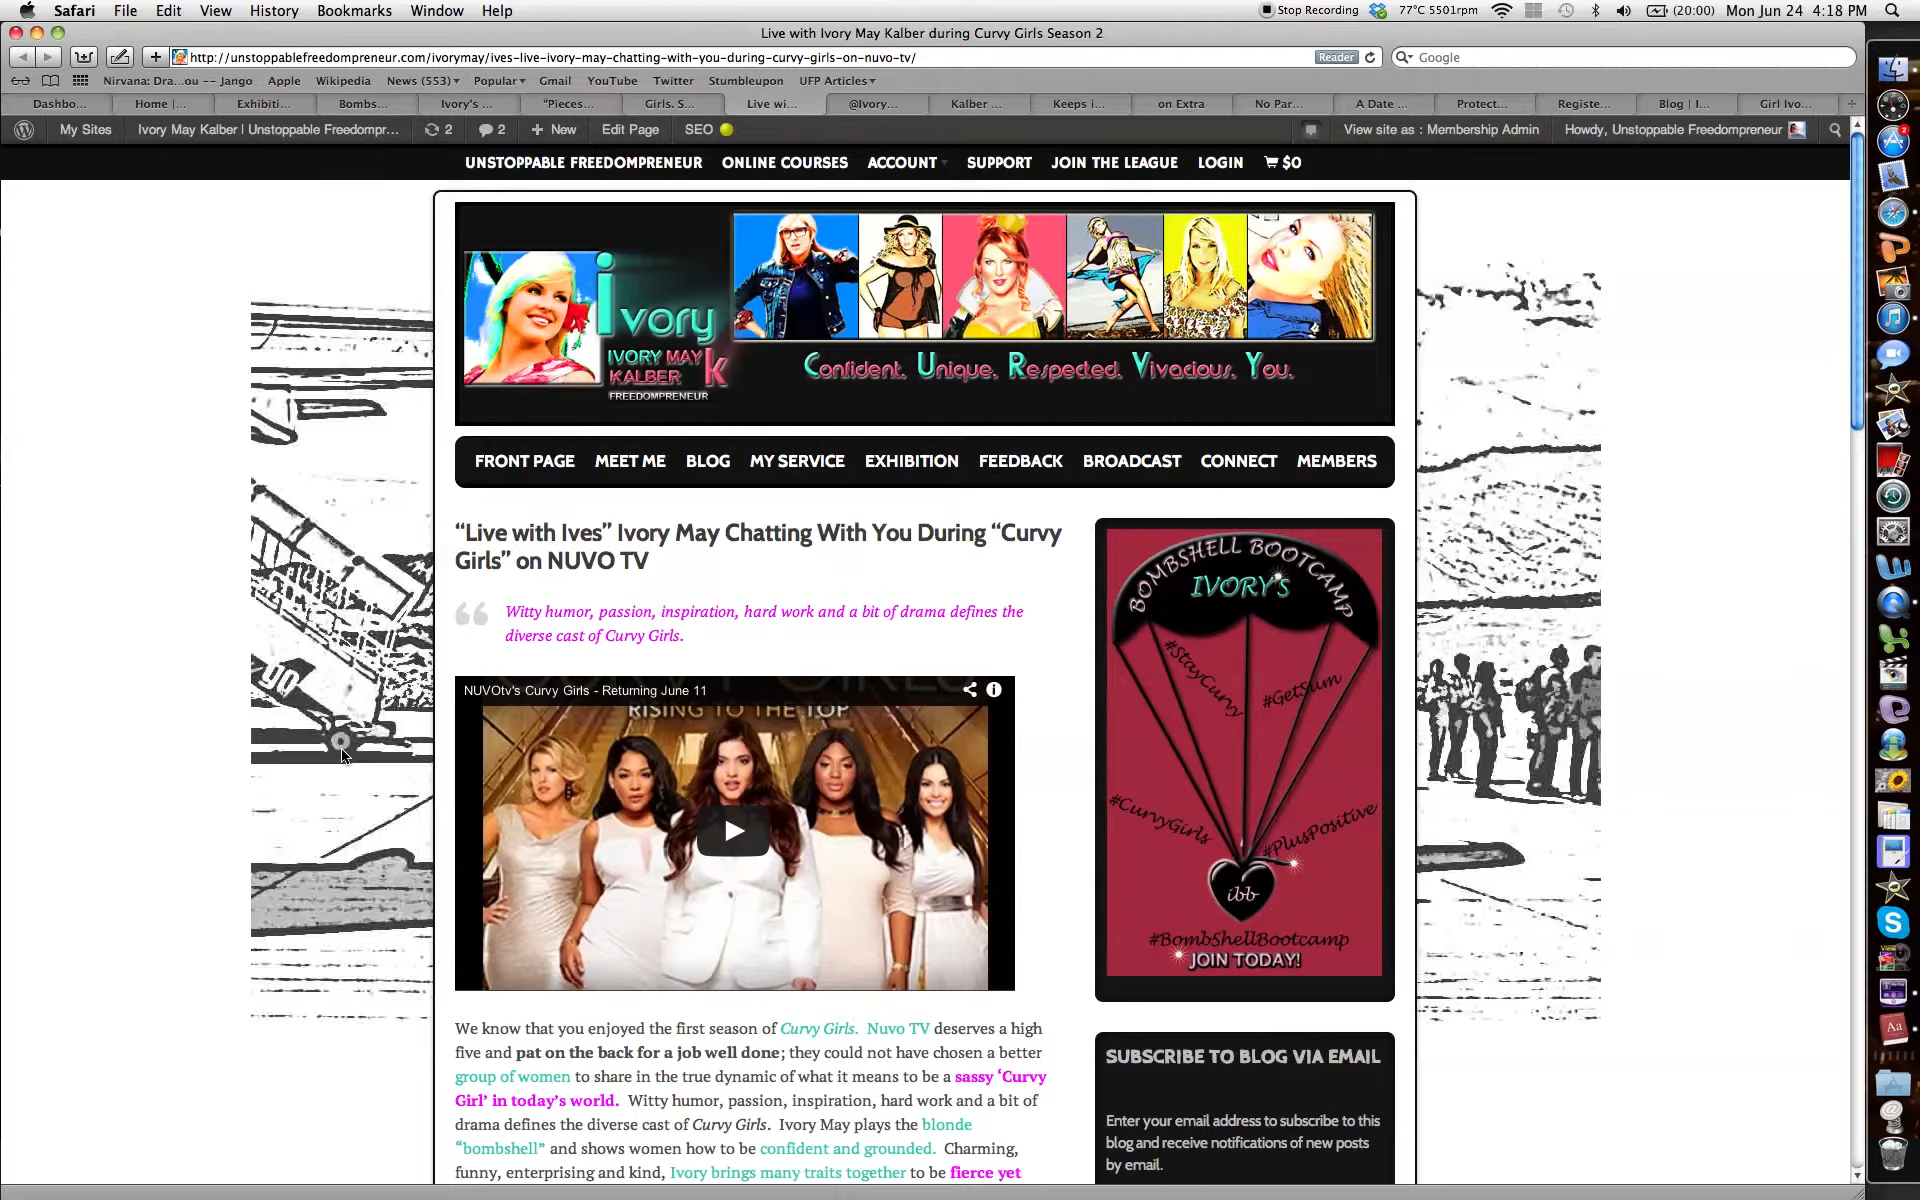 Safari File Edit View History Bookmarks Window Help Stop Recording 77°C 5501rpm (20:00) Mon Jun 24 4:18 PM
Live with Ivory May Kalber during Curvy Girls Season 2
http://unstoppablefreedompreneur.com/ivorymay/ives-live-ivory-may-chatting-with-you-during-curvy-girls-on-nuvo-tv/ Reader Google
Nirvana: Dra...ou -- Jango Apple Wikipedia News (553) Popular Gmail YouTube Twitter Stumbleupon UFP Articles
Dashbo... Home |... Exhibiti... Bombs... Ivory's ... "Pieces... Girls. S... Live wi... @Ivory... Kalber ... Keeps i... on Extra No Par... A Date ... Protect... Registe... Blog | I... Girl Ivo...
My Sites Ivory May Kalber | Unstoppable Freedompr... 2 2 + New Edit Page SEO View site as : Membership Admin Howdy, Unstoppable Freedompreneur
UNSTOPPABLE FREEDOMPRENEUR ONLINE COURSES ACCOUNT SUPPORT JOIN THE LEAGUE LOGIN $0
ivory
IVORY MAY
KALBER k
FREEDOMPRENEUR
Confident. Unique. Respected. Vivacious. You.
FRONT PAGE MEET ME BLOG MY SERVICE EXHIBITION FEEDBACK BROADCAST CONNECT MEMBERS
“Live with Ives” Ivory May Chatting With You During “Curvy
Girls” on NUVO TV
Witty humor, passion, inspiration, hard work and a bit of drama defines the
diverse cast of Curvy Girls.
NUVOtv's Curvy Girls - Returning June 11
RISING TO THE TOP
We know that you enjoyed the first season of Curvy Girls. Nuvo TV deserves a high
five and pat on the back for a job well done; they could not have chosen a better
group of women to share in the true dynamic of what it means to be a sassy ‘Curvy
Girl’ in today’s world. Witty humor, passion, inspiration, hard work and a bit of
drama defines the diverse cast of Curvy Girls. Ivory May plays the blonde
“bombshell” and shows women how to be confident and grounded. Charming,
funny, enterprising and kind, Ivory brings many traits together to be fierce yet
BOMBSHELL BOOTCAMP
IVORY'S
#StayCurvy
#GetSum
#CurvyGirls
#PlusPositive
ibb
#BombShellBootcamp
JOIN TODAY!
SUBSCRIBE TO BLOG VIA EMAIL
Enter your email address to subscribe to this
blog and receive notifications of new posts
by email.
90